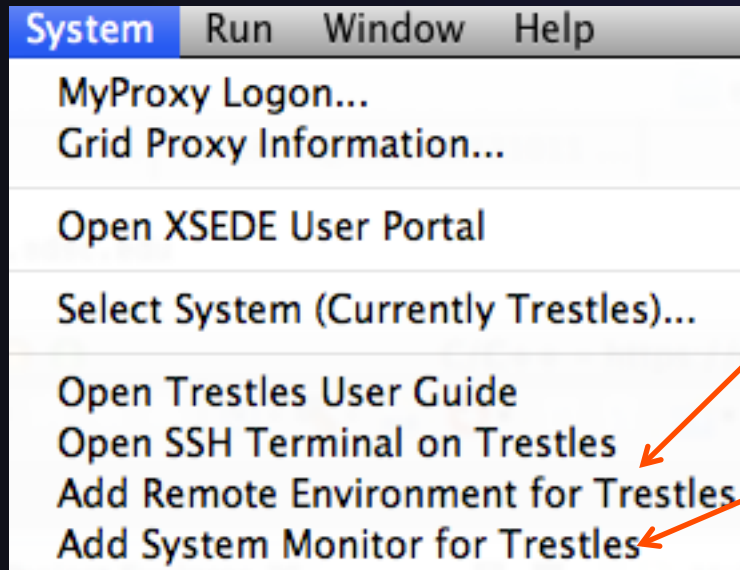 System Run Window Help
MyProxy Logon...
Grid Proxy Information...
Open XSEDE User Portal
Select System (Currently Trestles)...
Open Trestles User Guide
Open SSH Terminal on Trestles
Add Remote Environment for Trestles
Add System Monitor for Trestles